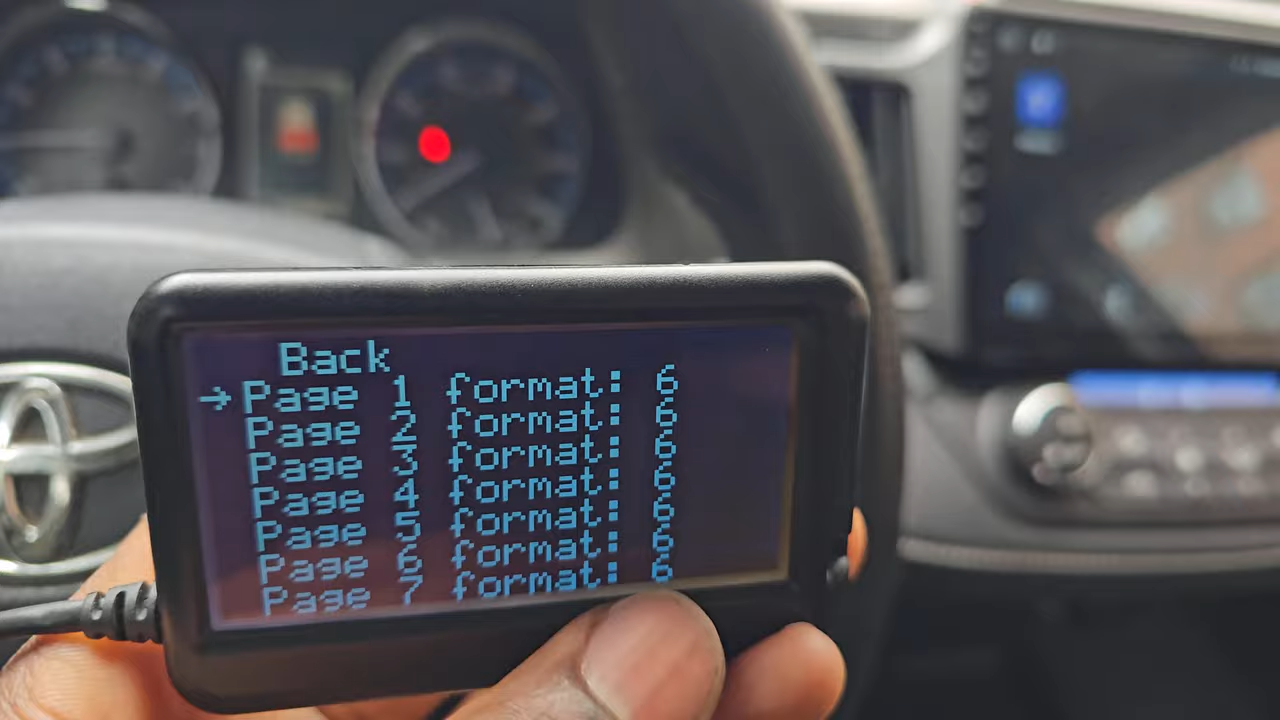 Back
→Page 1 format: 6
Page 2 format: 6
Page 3 format: 6
Page 4 format: 6
Page 5 format: 6
Page 6 format: 6
Page 7 format: 6